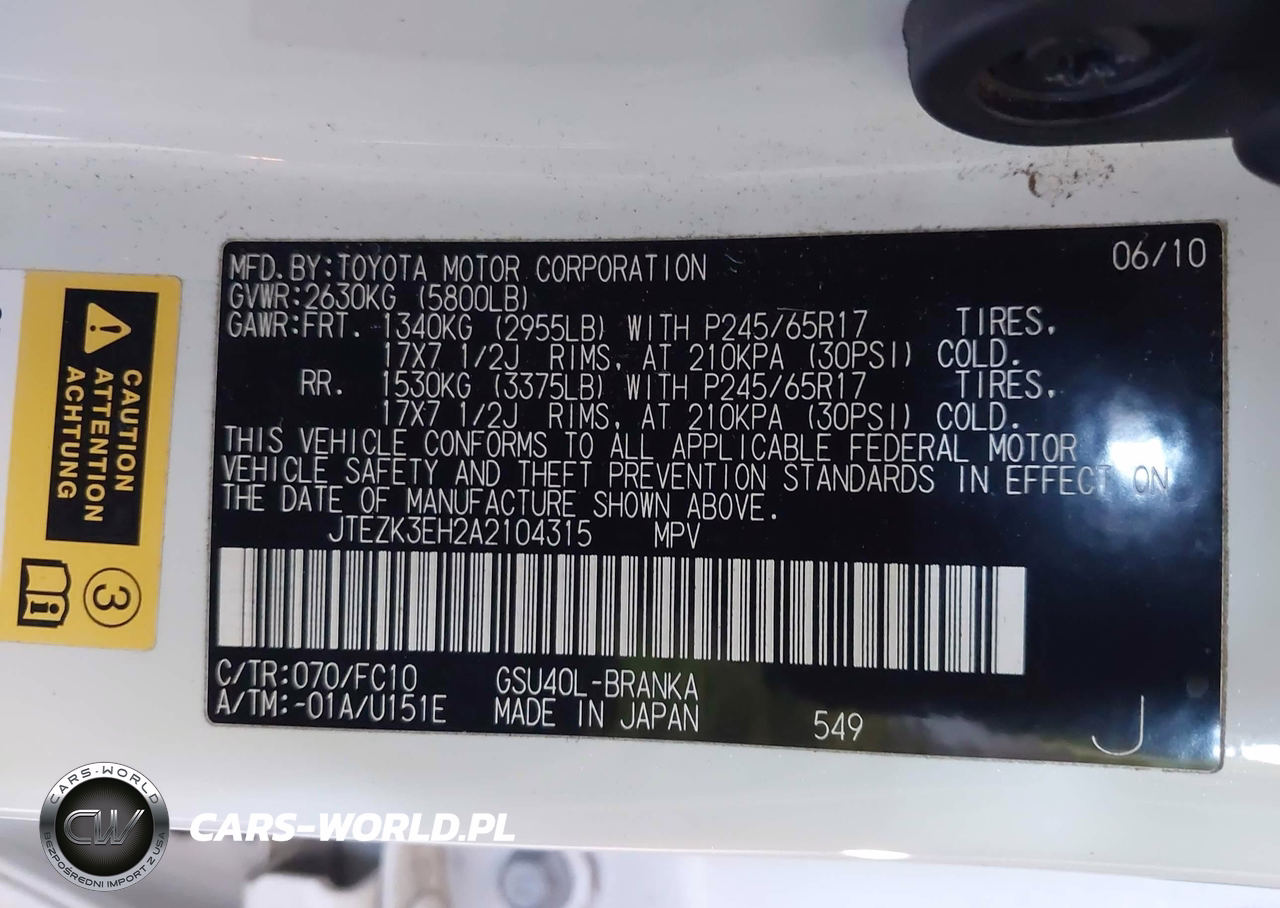 MFD.BY:TOYOTA MOTOR CORPORATION 06/10
GVWR:2630KG (5800LB)
GAWR:FRT. 1340KG (2955LB) WITH P245/65R17 TIRES,
17X7 1/2J RIMS, AT 210KPA (30PSI) COLD.
RR. 1530KG (3375LB) WITH P245/65R17 TIRES,
17X7 1/2J RIMS, AT 210KPA (30PSI) COLD.
THIS VEHICLE CONFORMS TO ALL APPLICABLE FEDERAL MOTOR
VEHICLE SAFETY AND THEFT PREVENTION STANDARDS IN EFFECT ON
THE DATE OF MANUFACTURE SHOWN ABOVE.
JTEZK3EH2A2104315 MPV
C/TR:070/FC10 GSU40L-BRANKA
A/TM:-01A/U151E MADE IN JAPAN 549 J
CAUTION
ATTENTION
ACHTUNG
3
CARS-WORLD
CW
BEZPOŚREDNI IMPORT Z USA
CARS-WORLD.PL